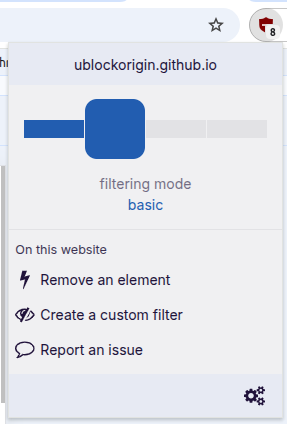 8
ublockorigin.github.io
filtering mode
basic
On this website
Remove an element
Create a custom filter
Report an issue